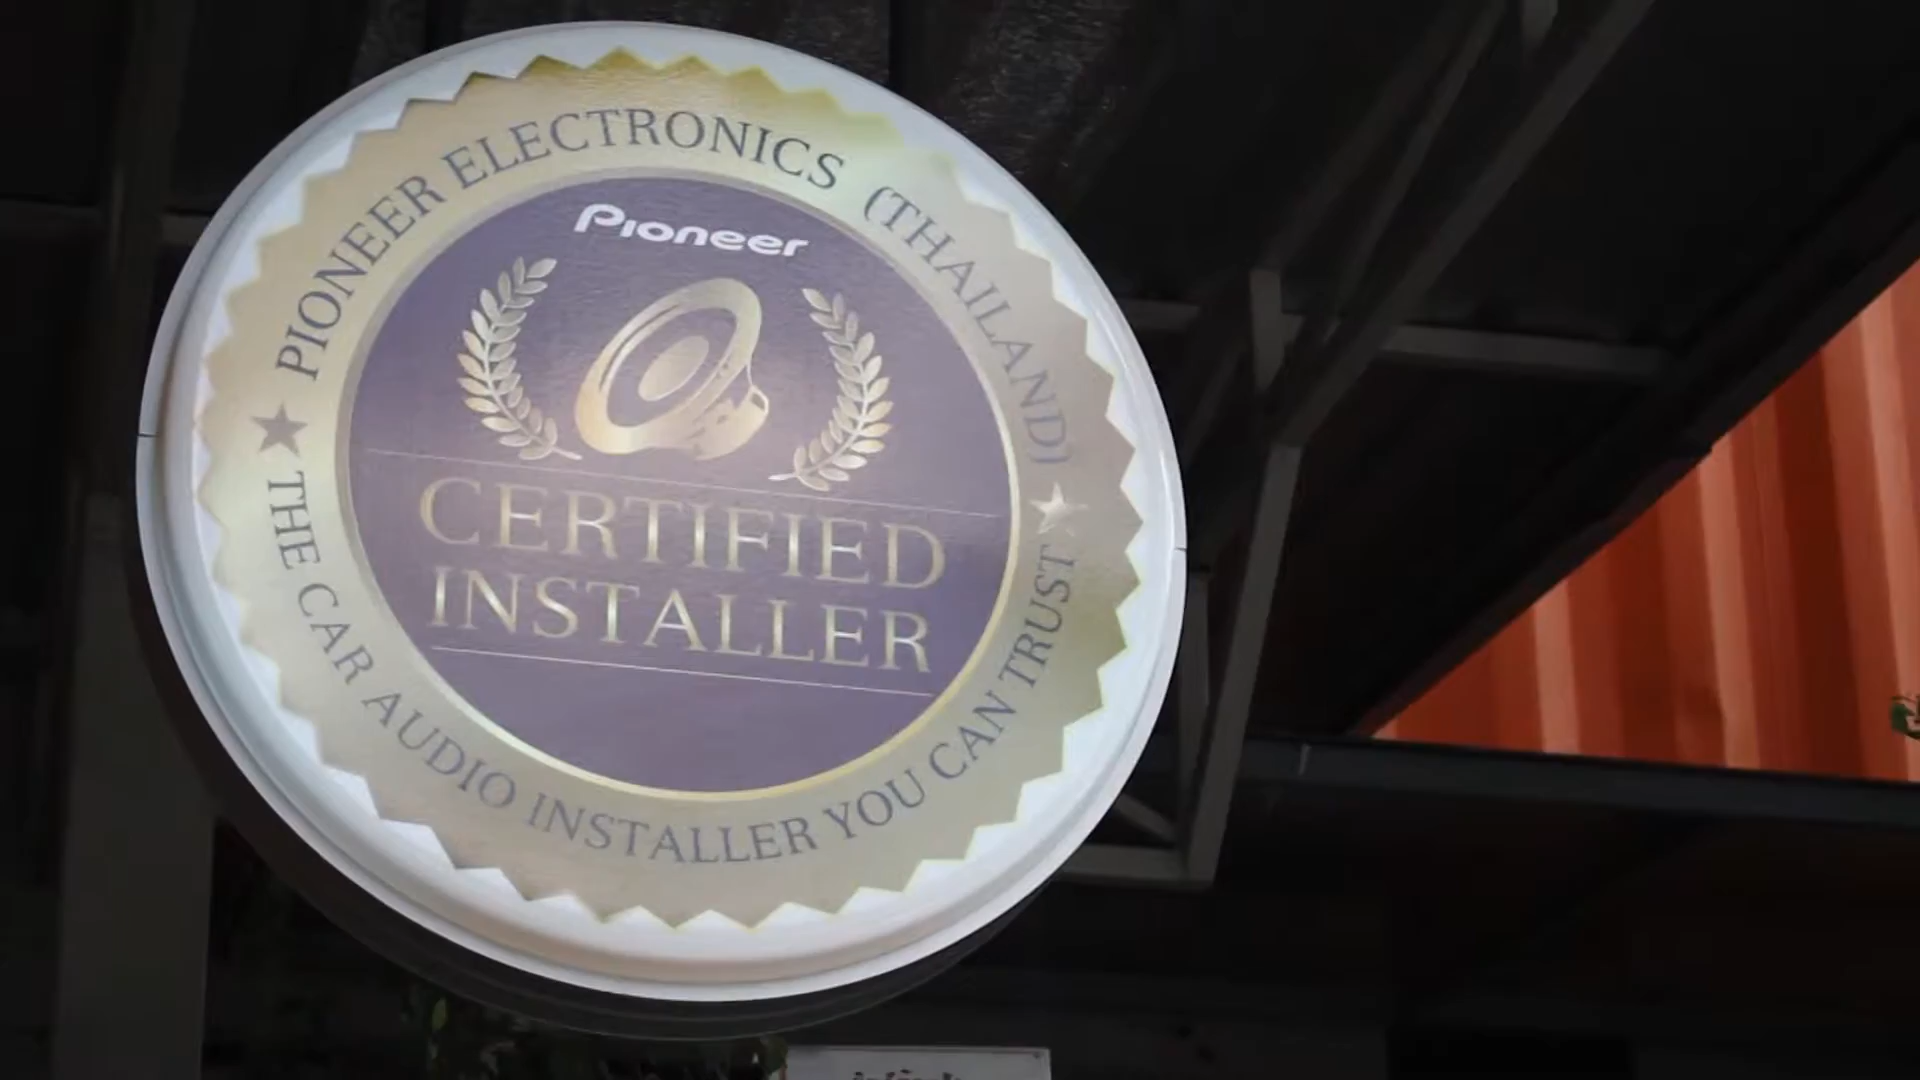 PIONEER ELECTRONICS (THAILAND)
Pioneer
CERTIFIED
INSTALLER
THE CAR AUDIO INSTALLER YOU CAN TRUST